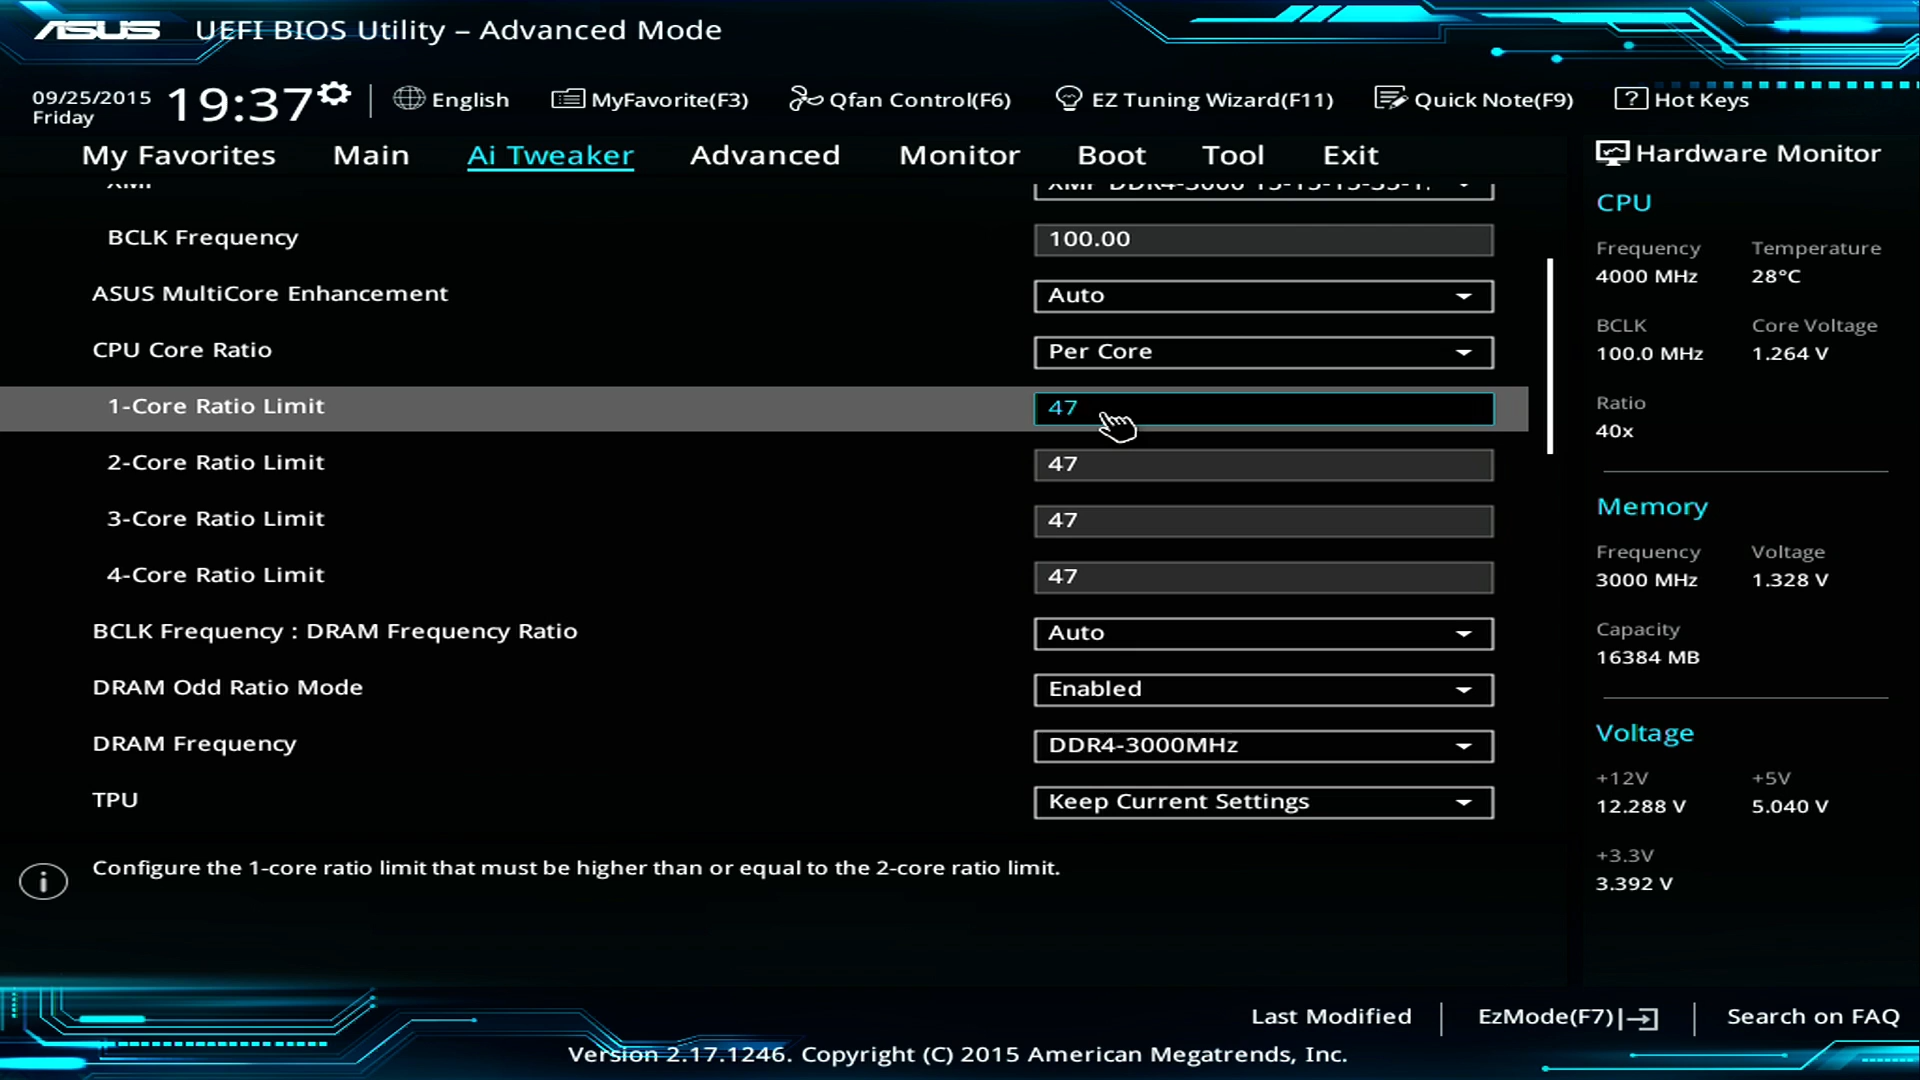 ASUS UEFI BIOS Utility – Advanced Mode
09/25/2015
Friday
19:37
English MyFavorite(F3) Qfan Control(F6) EZ Tuning Wizard(F11) Quick Note(F9) ? Hot Keys
My Favorites Main Ai Tweaker Advanced Monitor Boot Tool Exit
XMP
BCLK Frequency 100.00
ASUS MultiCore Enhancement Auto
CPU Core Ratio Per Core
1-Core Ratio Limit 47
2-Core Ratio Limit 47
3-Core Ratio Limit 47
4-Core Ratio Limit 47
BCLK Frequency : DRAM Frequency Ratio Auto
DRAM Odd Ratio Mode Enabled
DRAM Frequency DDR4-3000MHz
TPU Keep Current Settings
Configure the 1-core ratio limit that must be higher than or equal to the 2-core ratio limit.
Hardware Monitor
CPU
Frequency Temperature
4000 MHz 28°C
BCLK Core Voltage
100.0 MHz 1.264 V
Ratio
40x
Memory
Frequency Voltage
3000 MHz 1.328 V
Capacity
16384 MB
Voltage
+12V +5V
12.288 V 5.040 V
+3.3V
3.392 V
Last Modified EzMode(F7) Search on FAQ
Version 2.17.1246. Copyright (C) 2015 American Megatrends, Inc.